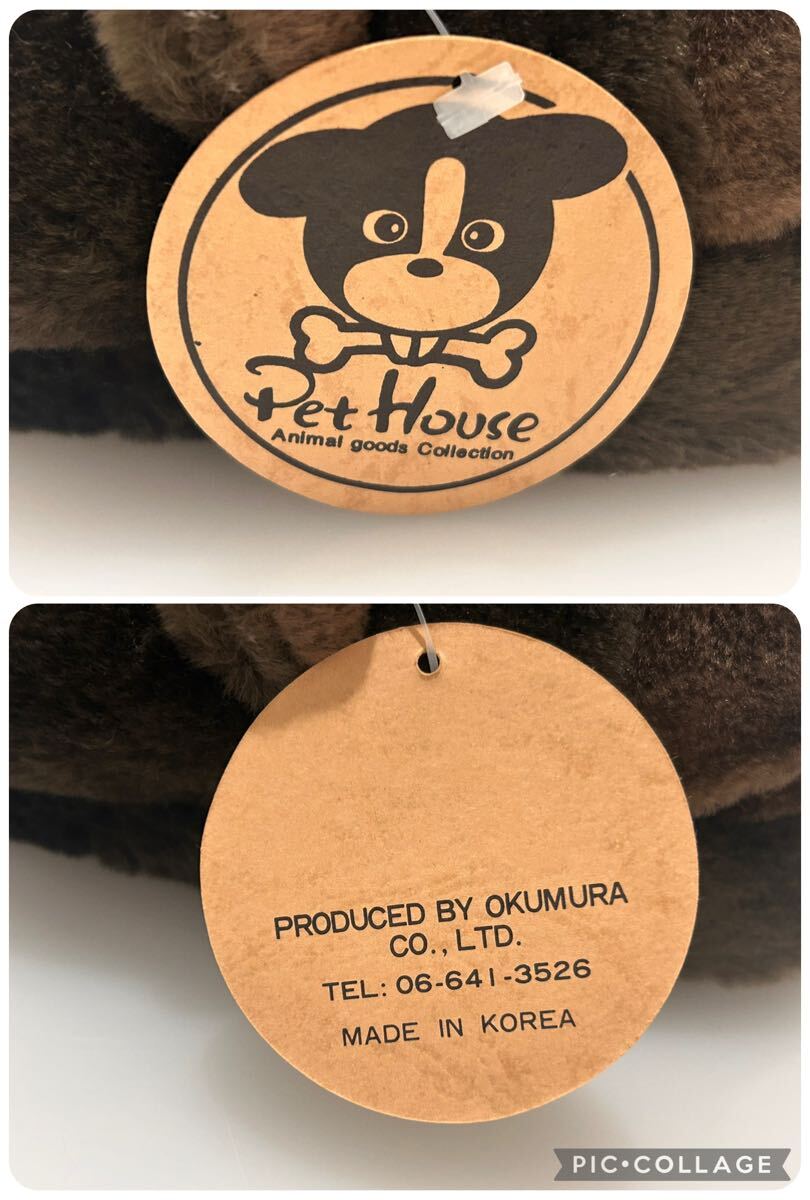 Pet House
Animal goods Collection
PRODUCED BY OKUMURA
CO., LTD.
TEL: 06-641-3526
MADE IN KOREA
PIC•COLLAGE